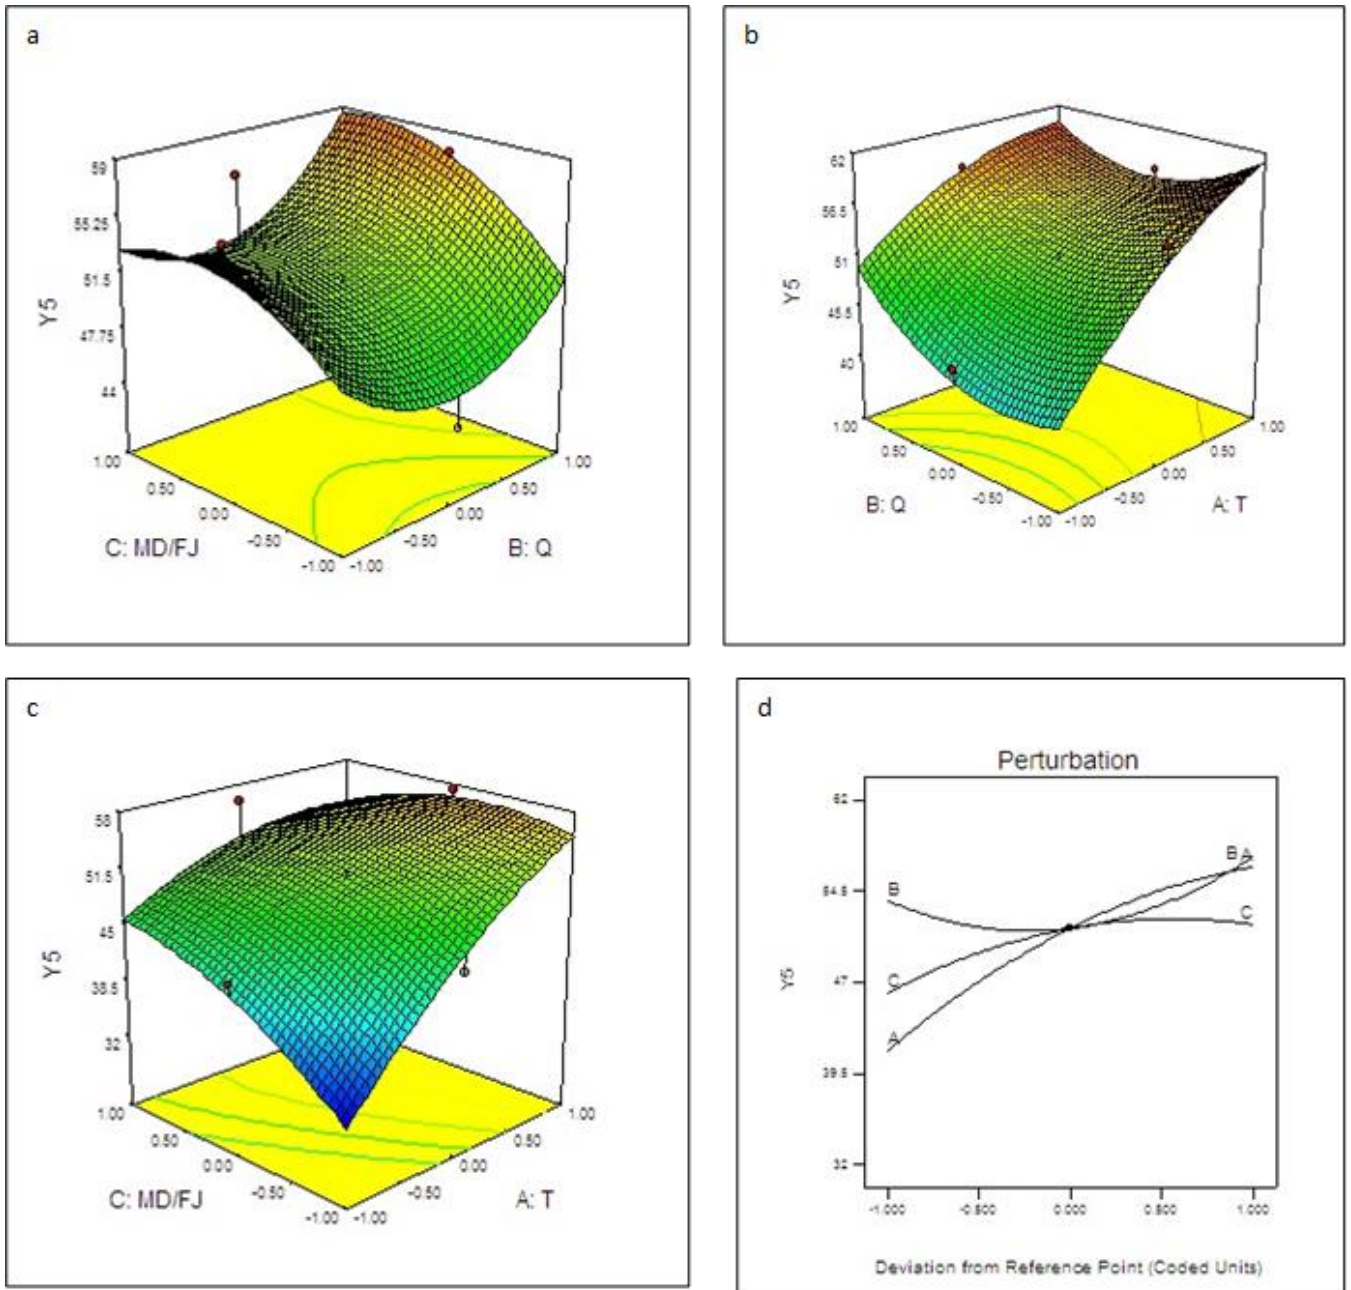 a
59
55.25
51.5
47.75
44
Y5
1.00
0.50
0.00
-0.50
-1.00
-1.00
-0.50
0.00
0.50
1.00
C: MD/FJ
B: Q
b
62
56.5
51
45.5
40
Y5
1.00
0.50
0.00
-0.50
-1.00
-1.00
-0.50
0.00
0.50
1.00
B: Q
A: T
c
58
51.5
45
38.5
32
Y5
1.00
0.50
0.00
-0.50
-1.00
-1.00
-0.50
0.00
0.50
1.00
C: MD/FJ
A: T
d
Perturbation
62
54.5
47
39.5
32
Y5
B
C
A
B A
C
-1.000
-0.500
0.000
0.500
1.000
Deviation from Reference Point (Coded Units)